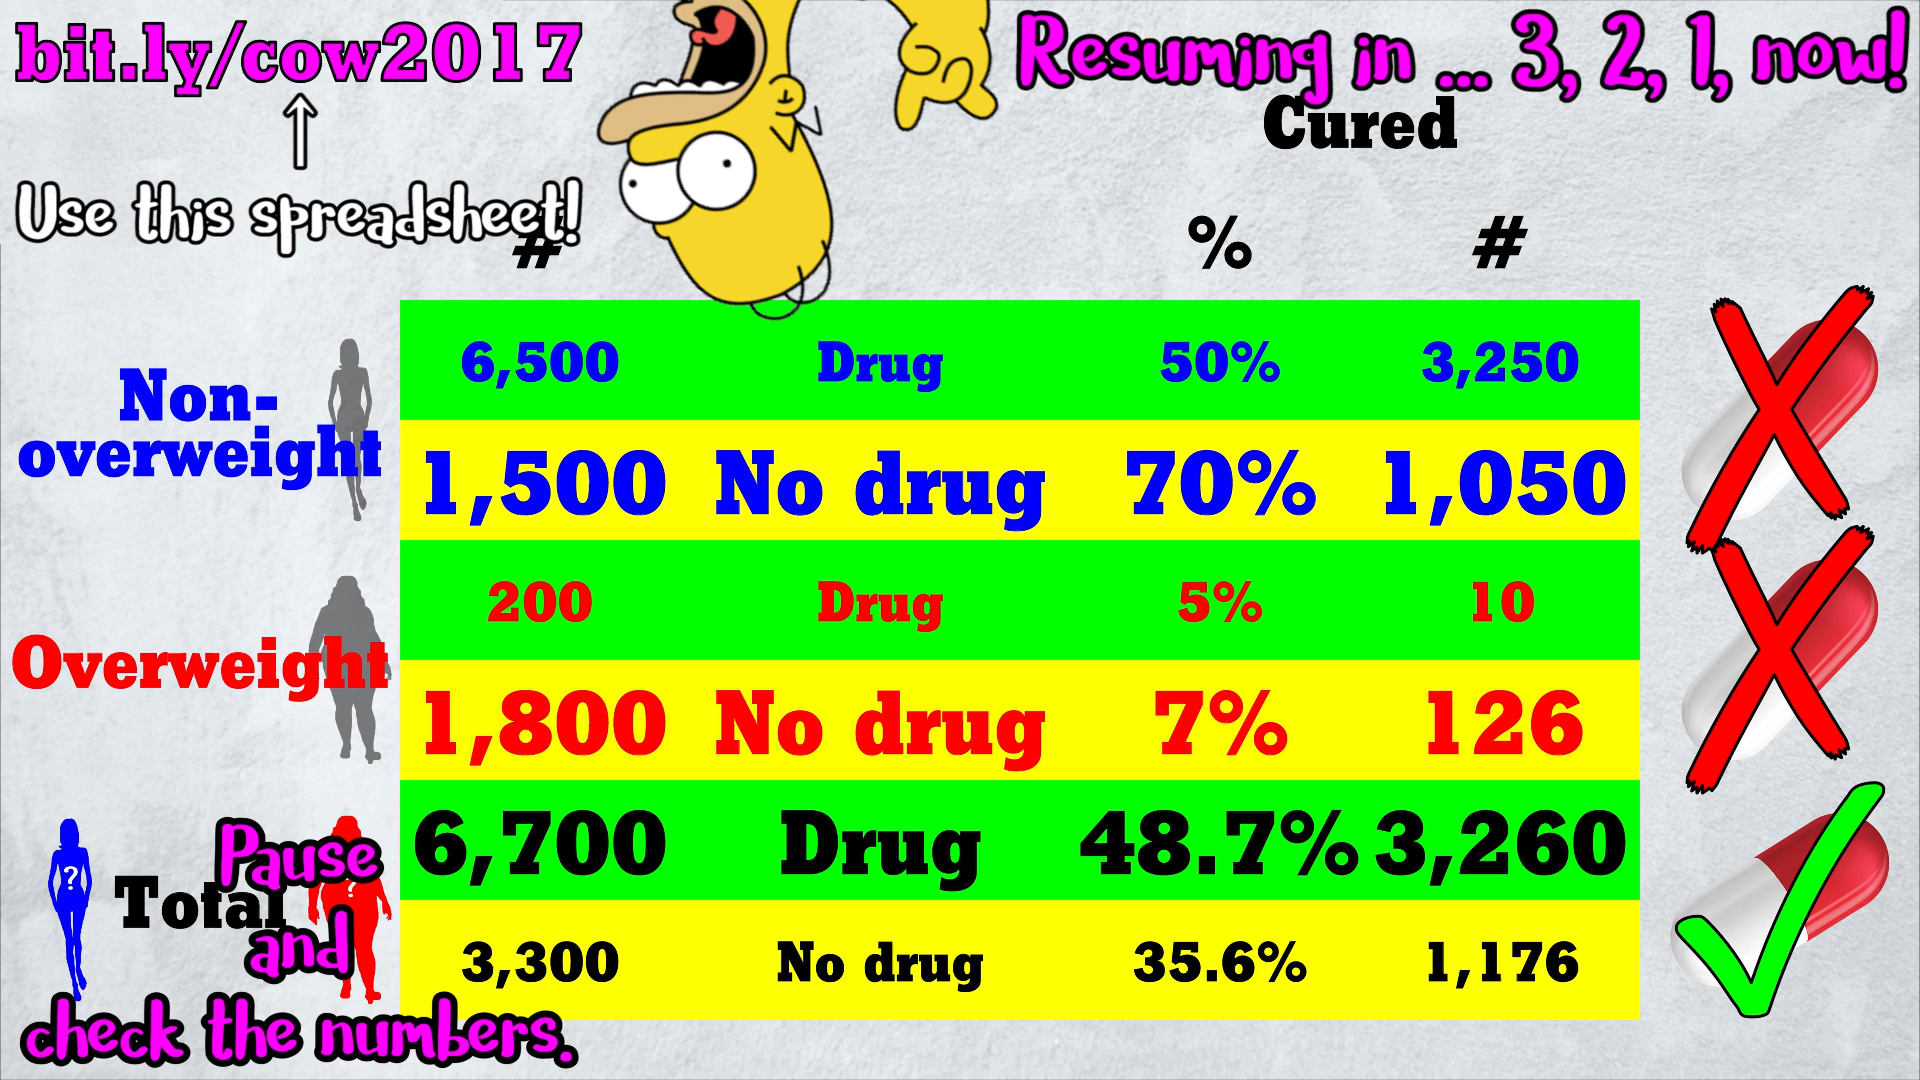 bit.ly/cow2017
Resuming in ... 3, 2, 1, now!
Cured
Use this spreadsheet!
# % #
6,500 Drug 50% 3,250
Non-
overweight
1,500 No drug 70% 1,050
200 Drug 5% 10
Overweight
1,800 No drug 7% 126
6,700 Drug 48.7% 3,260
? Total ?
3,300 No drug 35.6% 1,176
Pause
and
check the numbers.